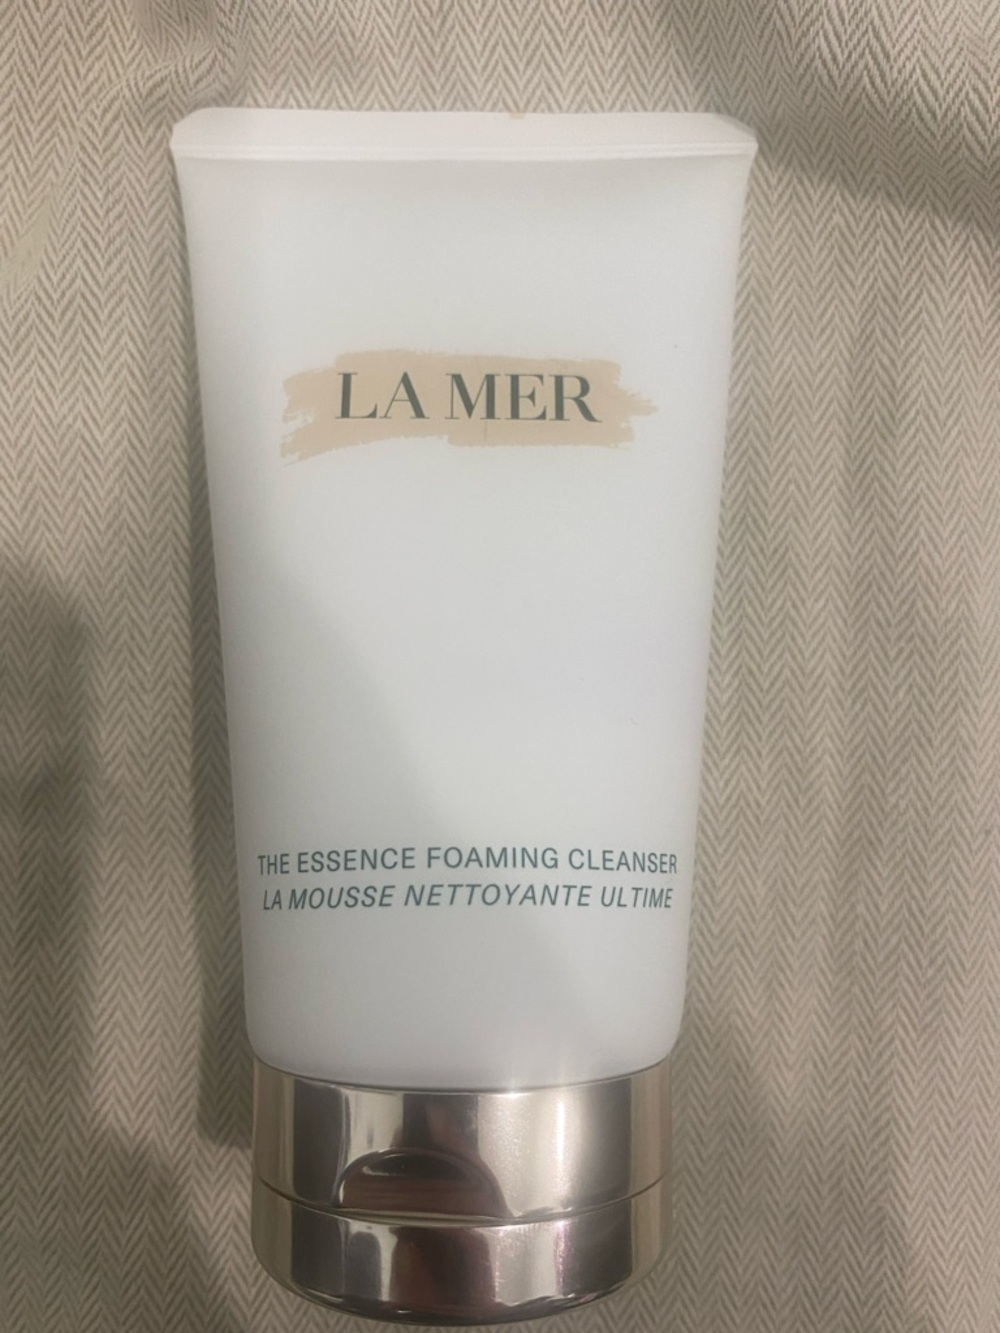 LA MER
THE ESSENCE FOAMING CLEANSER
LA MOUSSE NETTOYANTE ULTIME